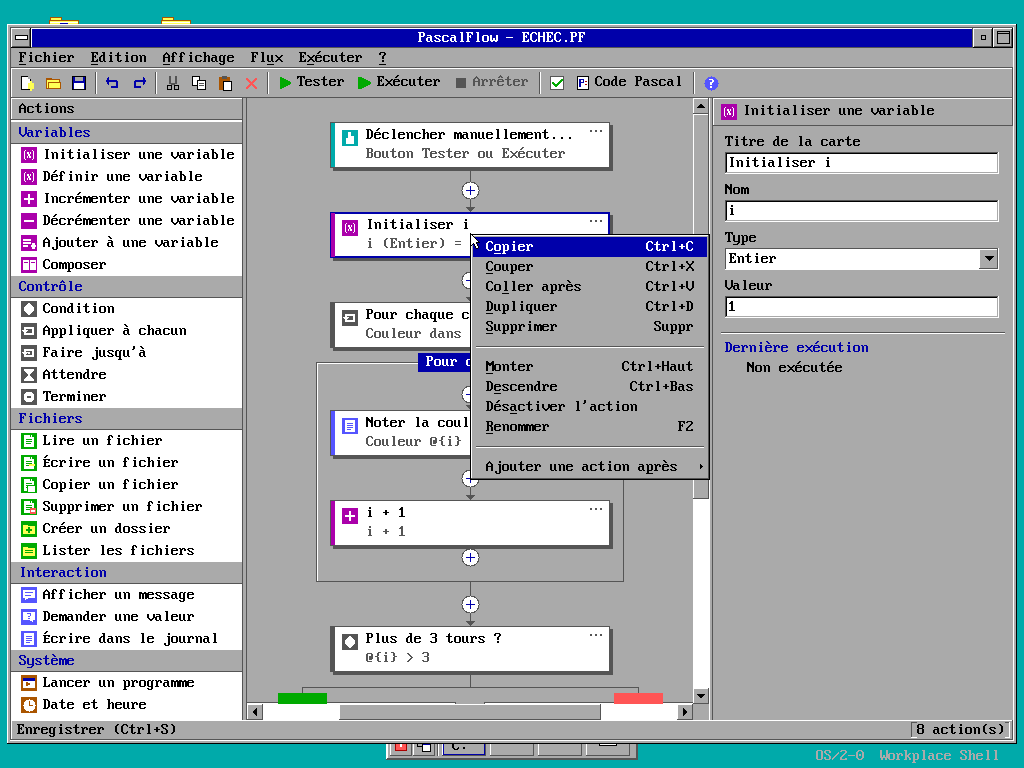 PascalFlow - ECHEC.PF
Fichier Edition Affichage Flux Exécuter ?
Tester Exécuter Arrêter Code Pascal
Actions
Variables
Initialiser une variable
Définir une variable
Incrémenter une variable
Décrémenter une variable
Ajouter à une variable
Composer
Contrôle
Condition
Appliquer à chacun
Faire jusqu'à
Attendre
Terminer
Fichiers
Lire un fichier
Écrire un fichier
Copier un fichier
Supprimer un fichier
Créer un dossier
Lister les fichiers
Interaction
Afficher un message
Demander une valeur
Écrire dans le journal
Système
Lancer un programme
Date et heure
Déclencher manuellement...
Bouton Tester ou Exécuter
Initialiser i
i (Entier) =
Pour chaque c
Couleur dans
Pour
Noter la coul
Couleur @{i}
i + 1
i + 1
Plus de 3 tours ?
@{i} > 3
Copier Ctrl+C
Couper Ctrl+X
Coller après Ctrl+V
Dupliquer Ctrl+D
Supprimer Suppr
Monter Ctrl+Haut
Descendre Ctrl+Bas
Désactiver l'action
Renommer F2
Ajouter une action après
Initialiser une variable
Titre de la carte
Initialiser i
Nom
i
Type
Entier
Valeur
1
Dernière exécution
Non exécutée
Enregistrer (Ctrl+S)
8 action(s)
C:
OS/2-0 Workplace Shell